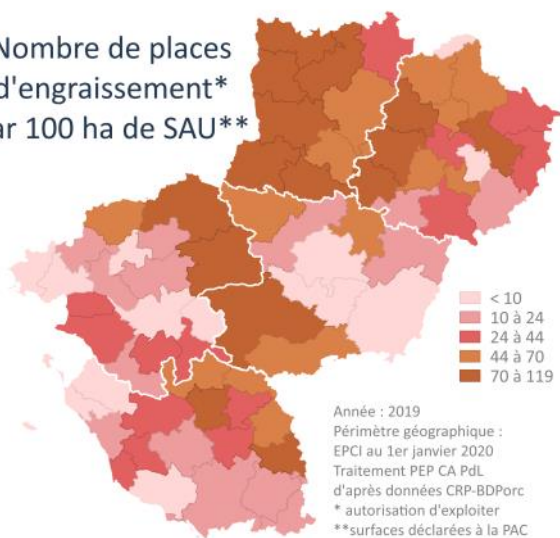 Nombre de places
d'engraissement*
par 100 ha de SAU**
< 10
10 à 24
24 à 44
44 à 70
70 à 119
Année : 2019
Périmètre géographique :
EPCI au 1er janvier 2020
Traitement PEP CA PdL
d'après données CRP-BDPorc
* autorisation d'exploiter
**surfaces déclarées à la PAC